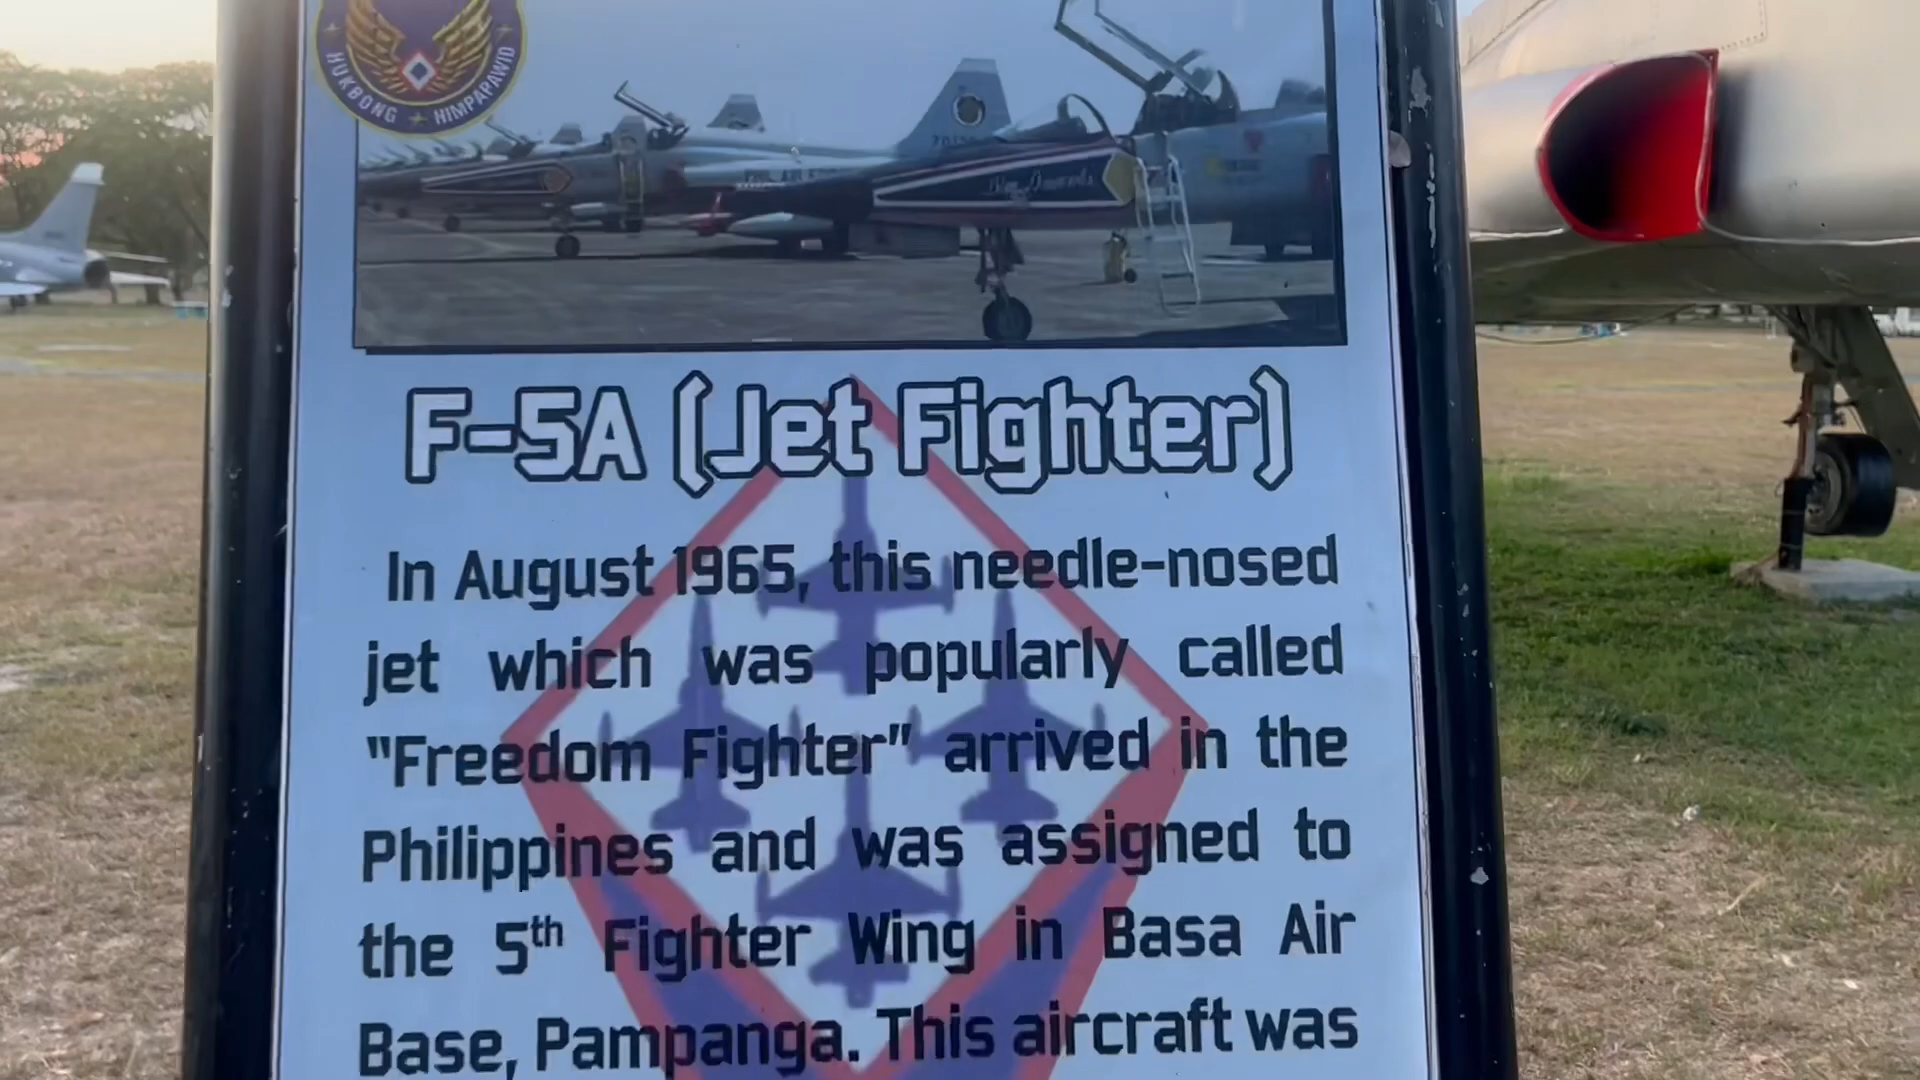 HUKBONG HIMPAPAWID
F-5A (Jet Fighter)
In August 1965, this needle-nosed
jet which was popularly called
"Freedom Fighter" arrived in the
Philippines and was assigned to
the 5th Fighter Wing in Basa Air
Base, Pampanga. This aircraft was